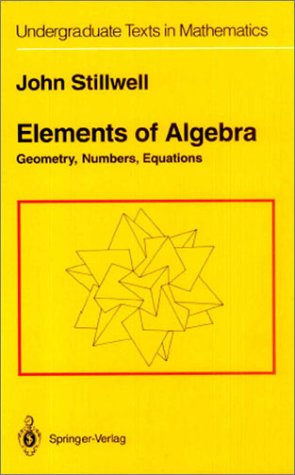 Undergraduate Texts in Mathematics
John Stillwell
Elements of Algebra
Geometry, Numbers, Equations
Springer-Verlag